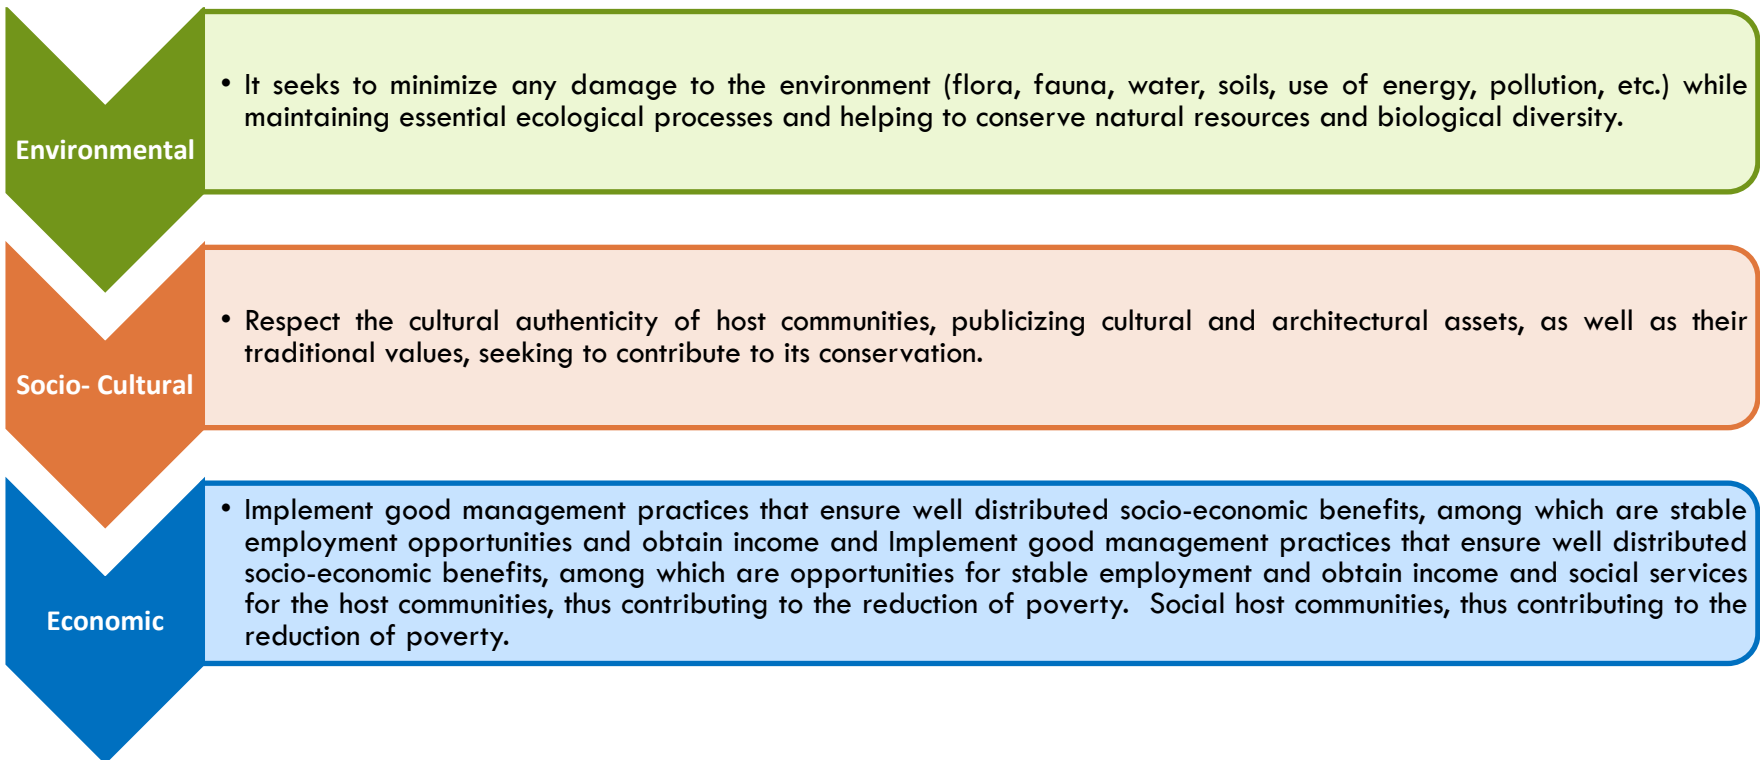 Environmental
• It seeks to minimize any damage to the environment (flora, fauna, water, soils, use of energy, pollution, etc.) while
maintaining essential ecological processes and helping to conserve natural resources and biological diversity.
Socio- Cultural
• Respect the cultural authenticity of host communities, publicizing cultural and architectural assets, as well as their
traditional values, seeking to contribute to its conservation.
Economic
• Implement good management practices that ensure well distributed socio-economic benefits, among which are stable
employment opportunities and obtain income and Implement good management practices that ensure well distributed
socio-economic benefits, among which are opportunities for stable employment and obtain income and social services
for the host communities, thus contributing to the reduction of poverty.  Social host communities, thus contributing to the
reduction of poverty.